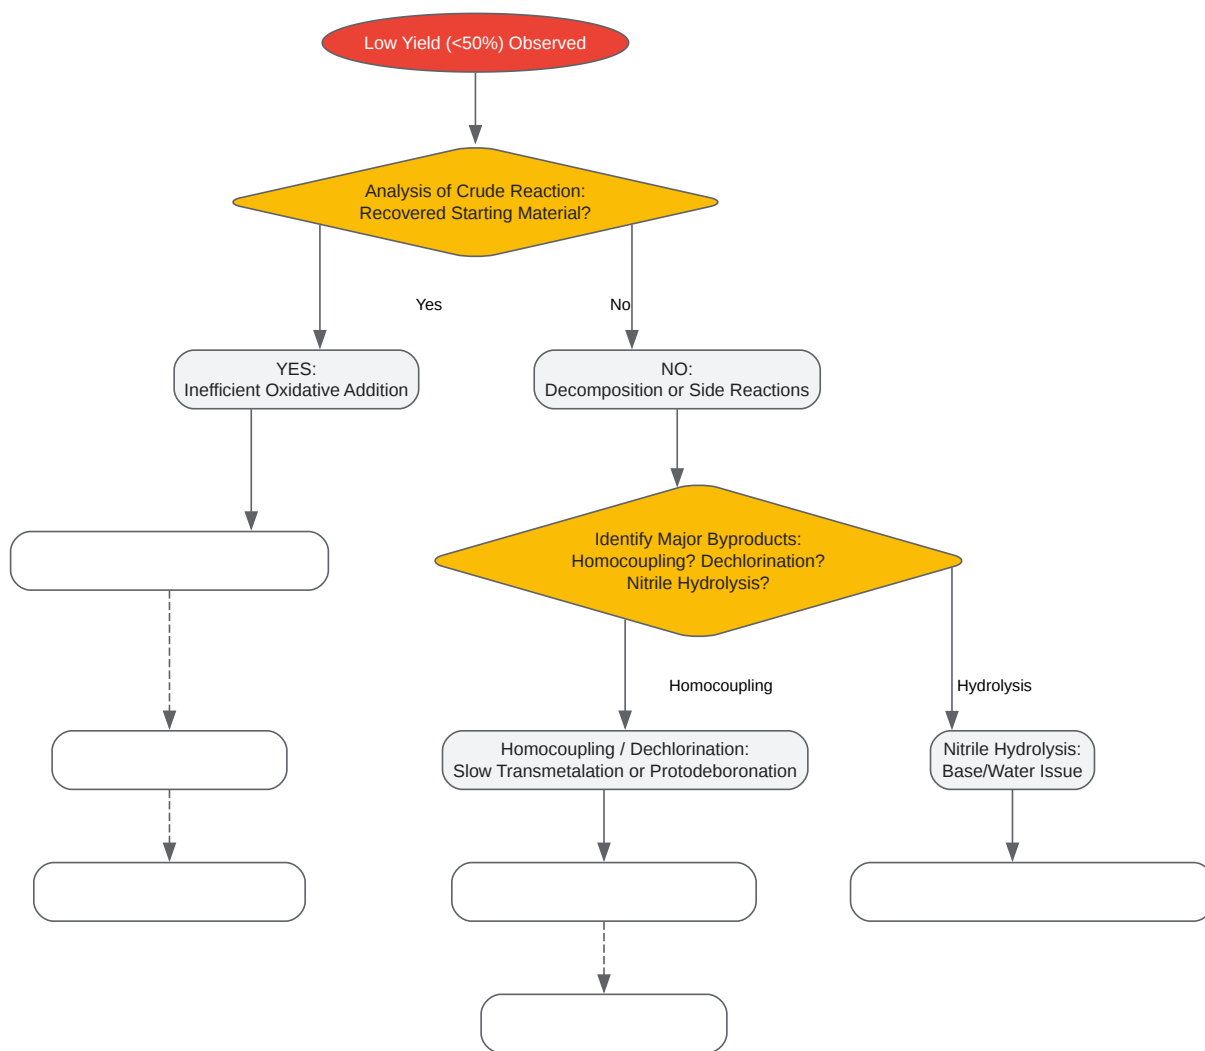 Low Yield (<50%) Observed
Analysis of Crude Reaction:
Recovered Starting Material?
Yes
No
YES:
Inefficient Oxidative Addition
NO:
Decomposition or Side Reactions
Identify Major Byproducts:
Homocoupling? Dechlorination?
Nitrile Hydrolysis?
Homocoupling
Hydrolysis
Homocoupling / Dechlorination:
Slow Transmetalation or Protodeboronation
Nitrile Hydrolysis:
Base/Water Issue